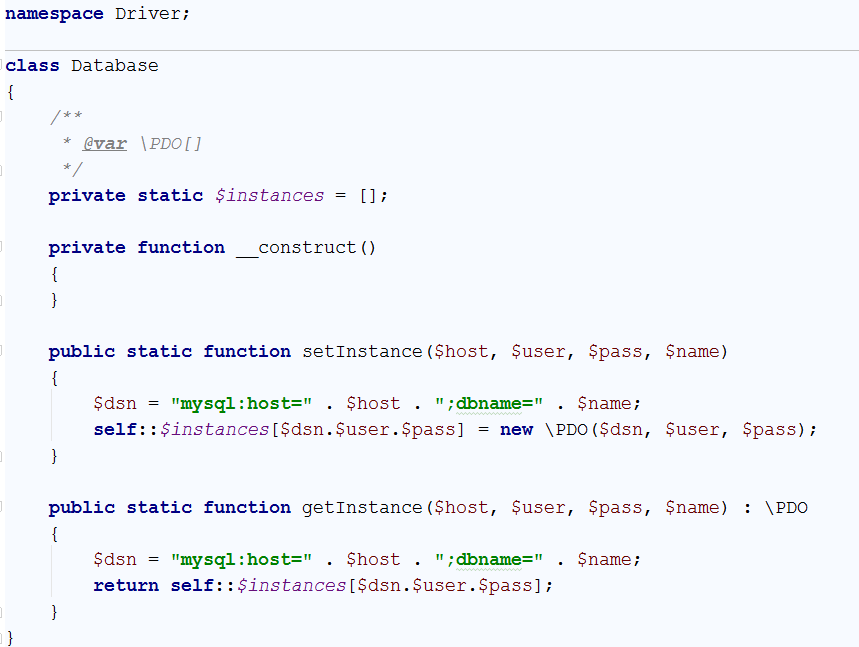 namespace Driver;
class Database
{
    /**
     * @var \PDO[]
     */
    private static $instances = [];
    private function __construct()
    {
    }
    public static function setInstance($host, $user, $pass, $name)
    {
        $dsn = "mysql:host=" . $host . ";dbname=" . $name;
        self::$instances[$dsn.$user.$pass] = new \PDO($dsn, $user, $pass);
    }
    public static function getInstance($host, $user, $pass, $name) : \PDO
    {
        $dsn = "mysql:host=" . $host . ";dbname=" . $name;
        return self::$instances[$dsn.$user.$pass];
    }
}